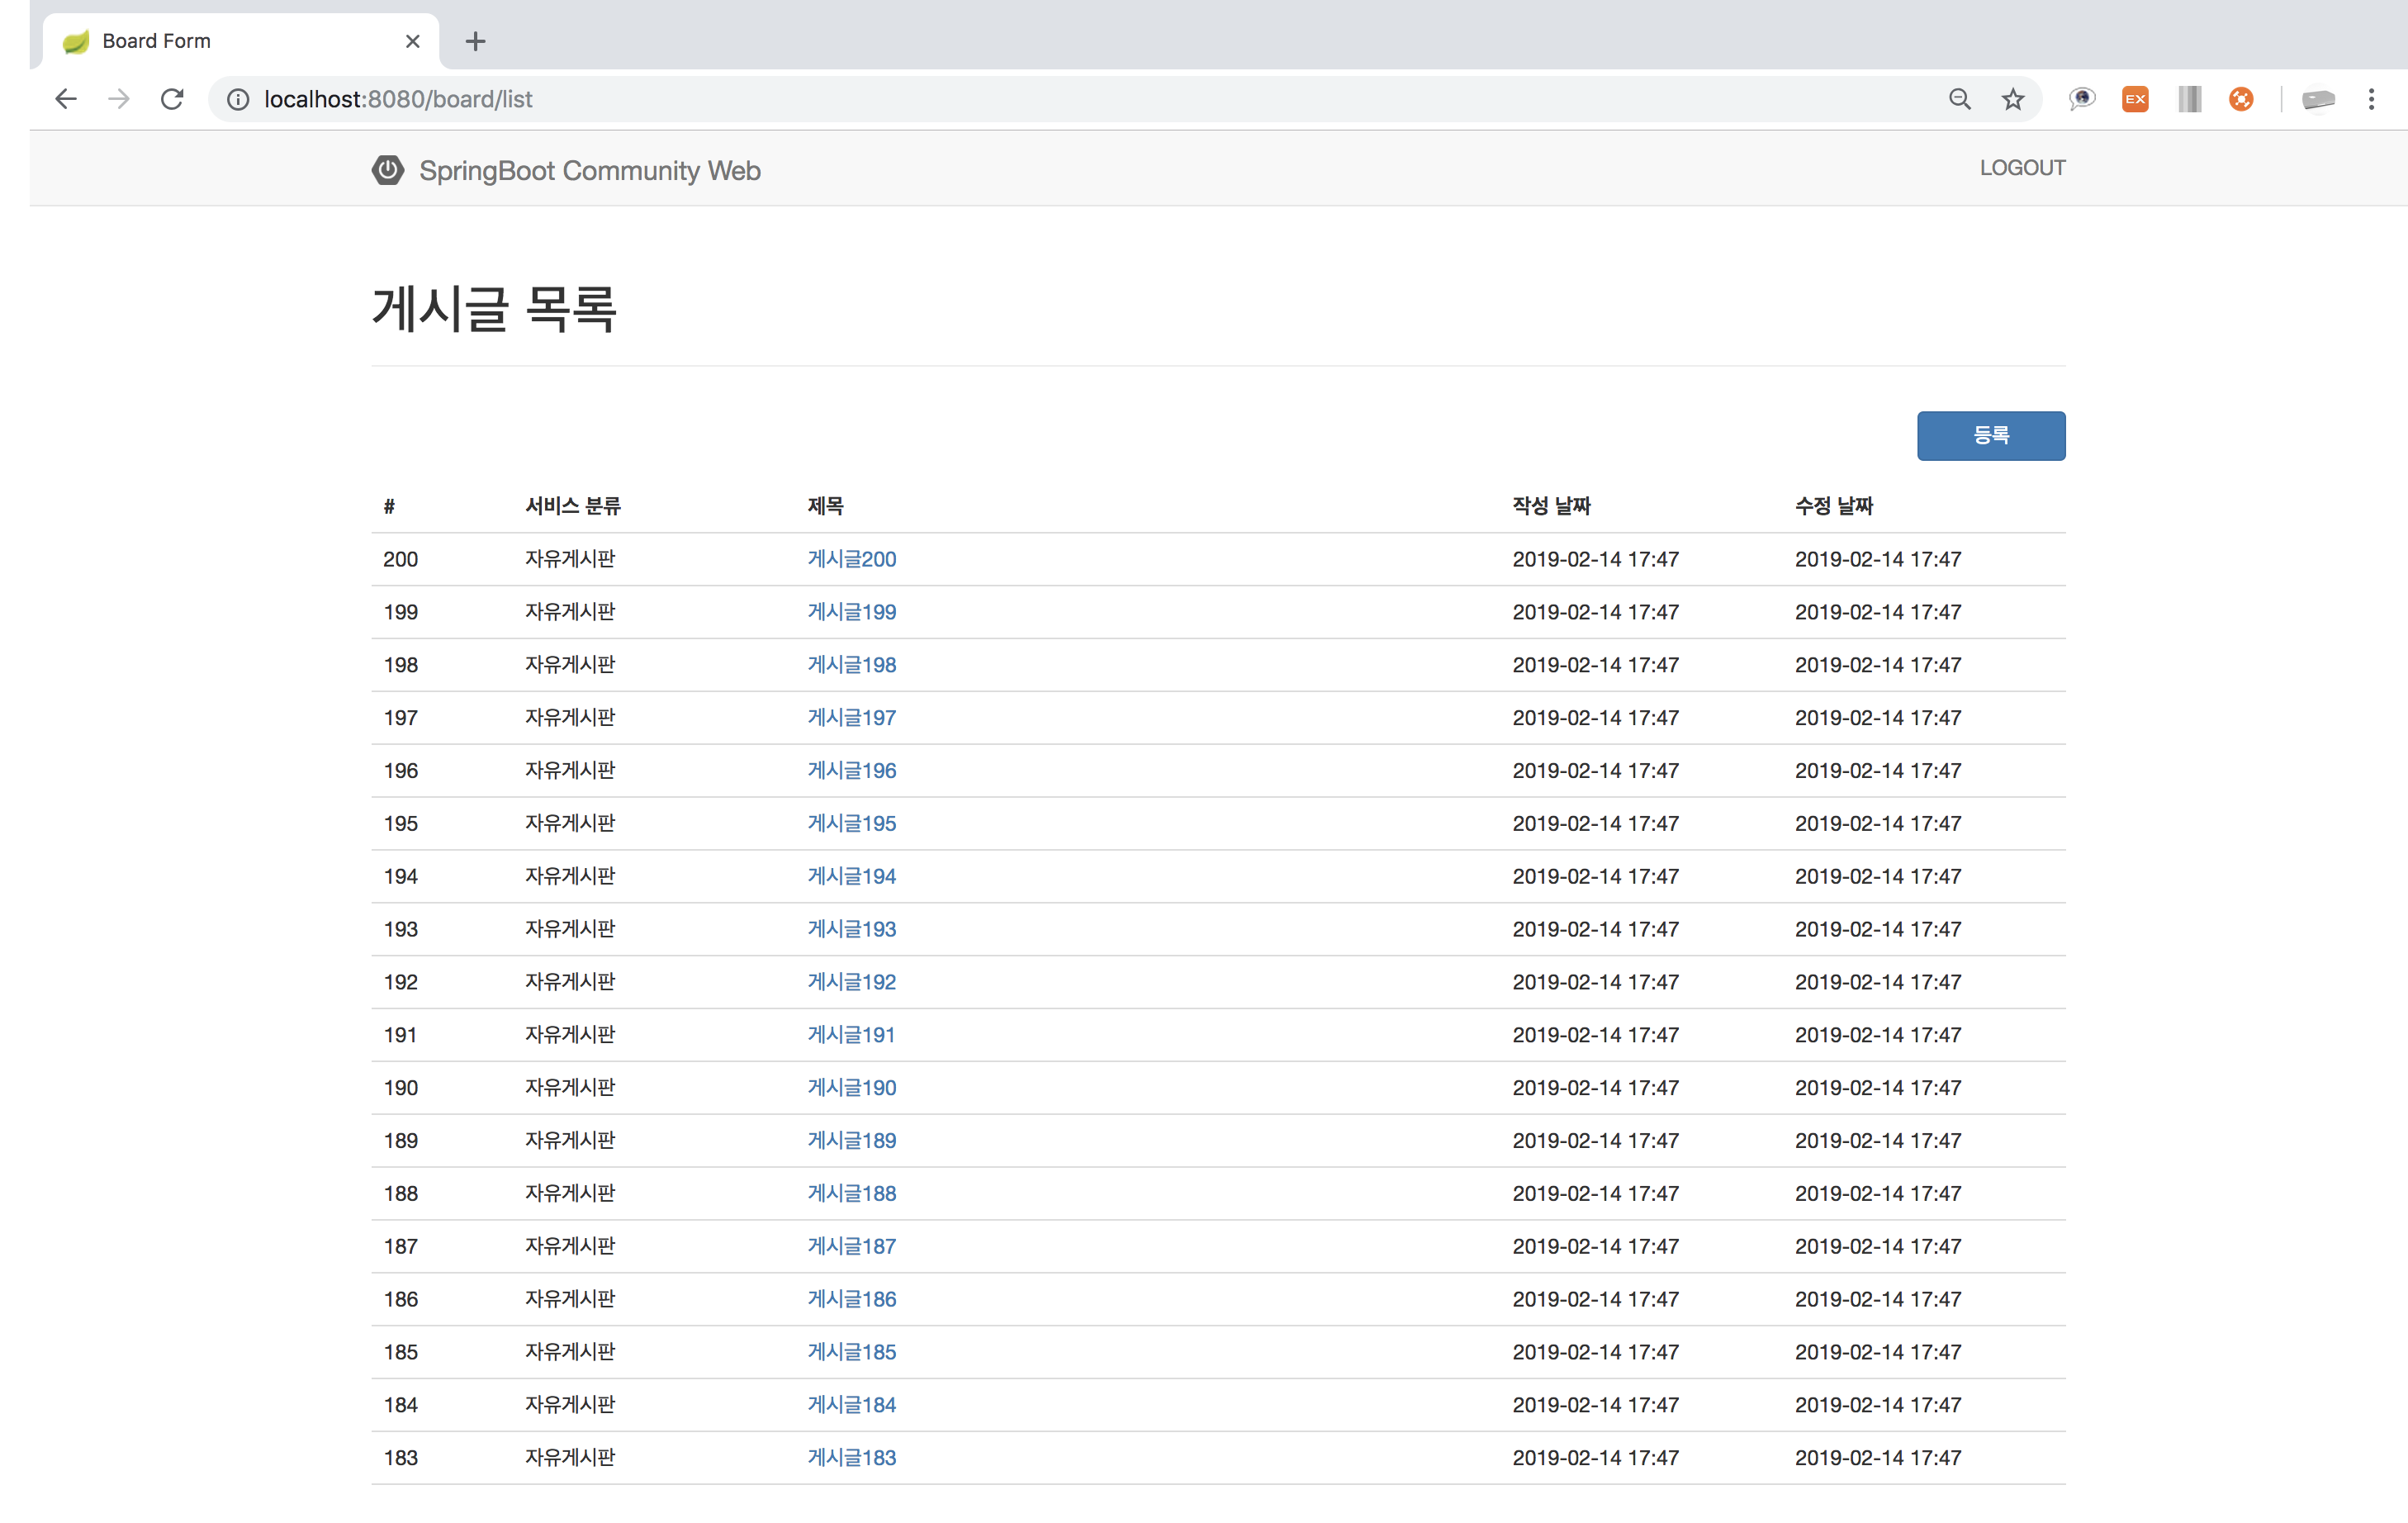 Board Form
localhost:8080/board/list
EX
SpringBoot Community Web LOGOUT
게시글 목록
등록
# 서비스 분류 제목 작성 날짜 수정 날짜
200 자유게시판 게시글200 2019-02-14 17:47 2019-02-14 17:47
199 자유게시판 게시글199 2019-02-14 17:47 2019-02-14 17:47
198 자유게시판 게시글198 2019-02-14 17:47 2019-02-14 17:47
197 자유게시판 게시글197 2019-02-14 17:47 2019-02-14 17:47
196 자유게시판 게시글196 2019-02-14 17:47 2019-02-14 17:47
195 자유게시판 게시글195 2019-02-14 17:47 2019-02-14 17:47
194 자유게시판 게시글194 2019-02-14 17:47 2019-02-14 17:47
193 자유게시판 게시글193 2019-02-14 17:47 2019-02-14 17:47
192 자유게시판 게시글192 2019-02-14 17:47 2019-02-14 17:47
191 자유게시판 게시글191 2019-02-14 17:47 2019-02-14 17:47
190 자유게시판 게시글190 2019-02-14 17:47 2019-02-14 17:47
189 자유게시판 게시글189 2019-02-14 17:47 2019-02-14 17:47
188 자유게시판 게시글188 2019-02-14 17:47 2019-02-14 17:47
187 자유게시판 게시글187 2019-02-14 17:47 2019-02-14 17:47
186 자유게시판 게시글186 2019-02-14 17:47 2019-02-14 17:47
185 자유게시판 게시글185 2019-02-14 17:47 2019-02-14 17:47
184 자유게시판 게시글184 2019-02-14 17:47 2019-02-14 17:47
183 자유게시판 게시글183 2019-02-14 17:47 2019-02-14 17:47